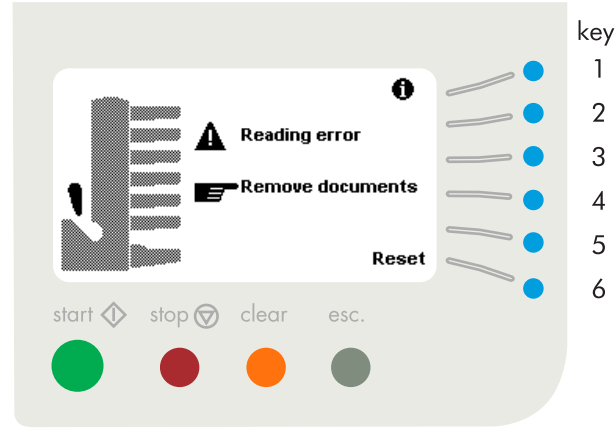 key
1
2
Reading error
3
Remove documents
4
5
Reset
6
start stop clear esc.